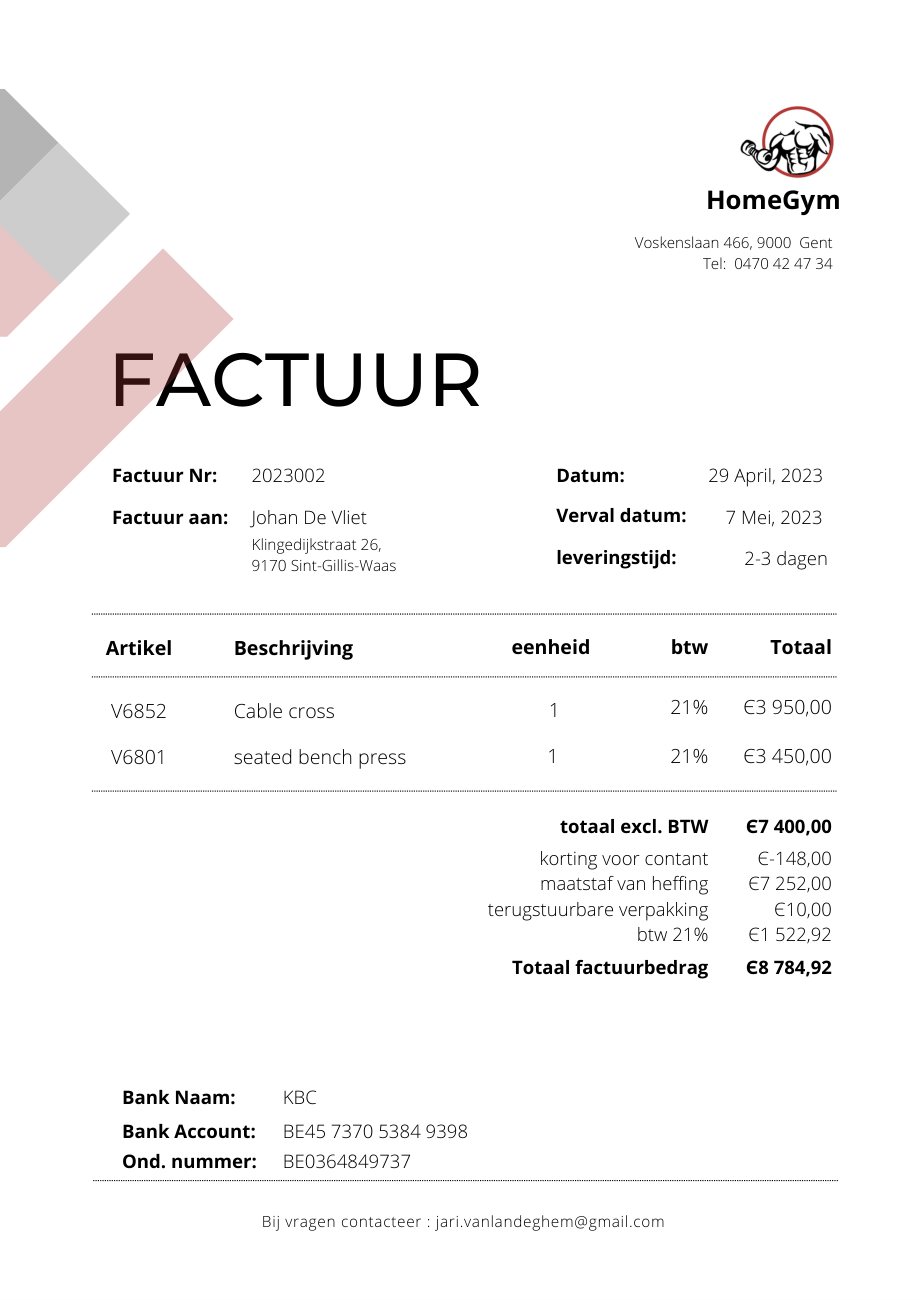 HomeGym
Voskenslaan 466, 9000  Gent
Tel:  0470 42 47 34
FACTUUR
Factuur Nr: 2023002
Datum: 29 April, 2023
Factuur aan: Johan De Vliet
Verval datum: 7 Mei, 2023
Klingedijkstraat 26,
9170 Sint-Gillis-Waas
leveringstijd: 2-3 dagen
Artikel Beschrijving eenheid btw Totaal
V6852 Cable cross 1 21% €3 950,00
V6801 seated bench press 1 21% €3 450,00
totaal excl. BTW €7 400,00
korting voor contant €-148,00
maatstaf van heffing €7 252,00
terugstuurbare verpakking €10,00
btw 21% €1 522,92
Totaal factuurbedrag €8 784,92
Bank Naam: KBC
Bank Account: BE45 7370 5384 9398
Ond. nummer: BE0364849737
Bij vragen contacteer : jari.vanlandeghem@gmail.com